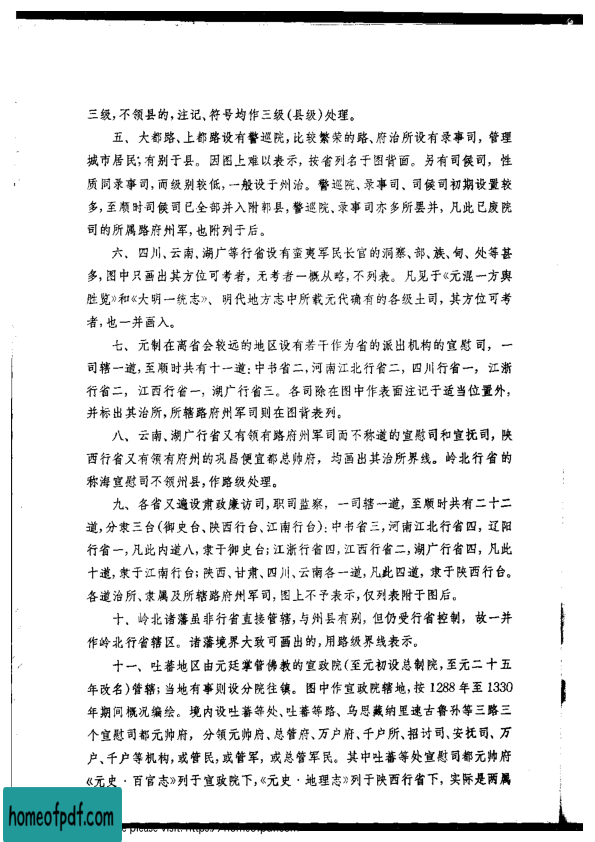 三级，不领县的，注记、符号均作三级(县级)处理。
五、大都路、上都路设有警巡院，比较繁荣的路、府治所设有录事司，管理
城市居民；有别于县。因图上难以表示，按省列名于图背面。另有司候司，性
质同录事司，而级别较低，一般设于州治。警巡院、录事司、司候司初期设置较
多，至顺时司候司已全部并入附郭县，警巡院、录事司亦多所罢并，凡此已废院
司的所属路府州军，也附列于后。
六、四川、云南、湖广等行省设有蛮夷军民长官的洞寨、部、族、甸、处等甚
多，图中只画出其方位可考者，无考者一概从略，不列表。凡见于《元混一方舆
胜览》和《大明一统志》、明代地方志中所载元代确有的各级土司，其方位可考
者，也一并画入。
七、元制在离省会较远的地区设有若干作为省的派出机构的宣慰司，一
司辖一道，至顺时共有十一道：中书省二，河南江北行省二，四川行省一，江浙
行省二，江西行省一，湖广行省三。各司除在图中作表面注记于适当位置外，
并标出其治所，所辖路府州军司则在图背表列。
八、云南、湖广行省又有领有路府州军司而不称道的宣慰司和宣抚司，陕
西行省又有领有府州的巩昌便宜都总帅府，均画出其治所界线。岭北行省的
称海宣慰司不领州县，作路级处理。
九、各省又遍设肃政廉访司，职司监察，一司辖一道，至顺时共有二十二
道，分隶三台(御史台、陕西行台、江南行台)：中书省三，河南江北行省四，辽阳
行省一，凡此内道八，隶于御史台；江浙行省四，江西行省二，湖广行省四，凡此
十道，隶于江南行台；陕西、甘肃、四川、云南各一道，凡此四道，隶于陕西行台。
各道治所、隶属及所辖路府州军司，图上不予表示，仅列表附于图后。
十、岭北诸藩虽非行省直接管辖，与州县有别，但仍受行省控制，故一并
作岭北行省辖区。诸藩境界大致可画出的，用路级界线表示。
十一、吐蕃地区由元廷掌管佛教的宣政院(至元初设总制院，至元二十五
年改名)管辖；当地有事则设分院往镇。图中作宣政院辖地，按1288年至1330
年期间概况编绘。境内设吐蕃等处、吐蕃等路、乌思藏纳里速古鲁孙等三路三
个宣慰司都元帅府，分领元帅府、总管府、万户府、千户所、招讨司、安抚司、万
户、千户等机构，或管民，或管军，或总管军民。其中吐蕃等处宣慰司都元帅府
《元史·百官志》列于宣政院下，《元史·地理志》列于陕西行省下，实际是两属
homeofpdf.com